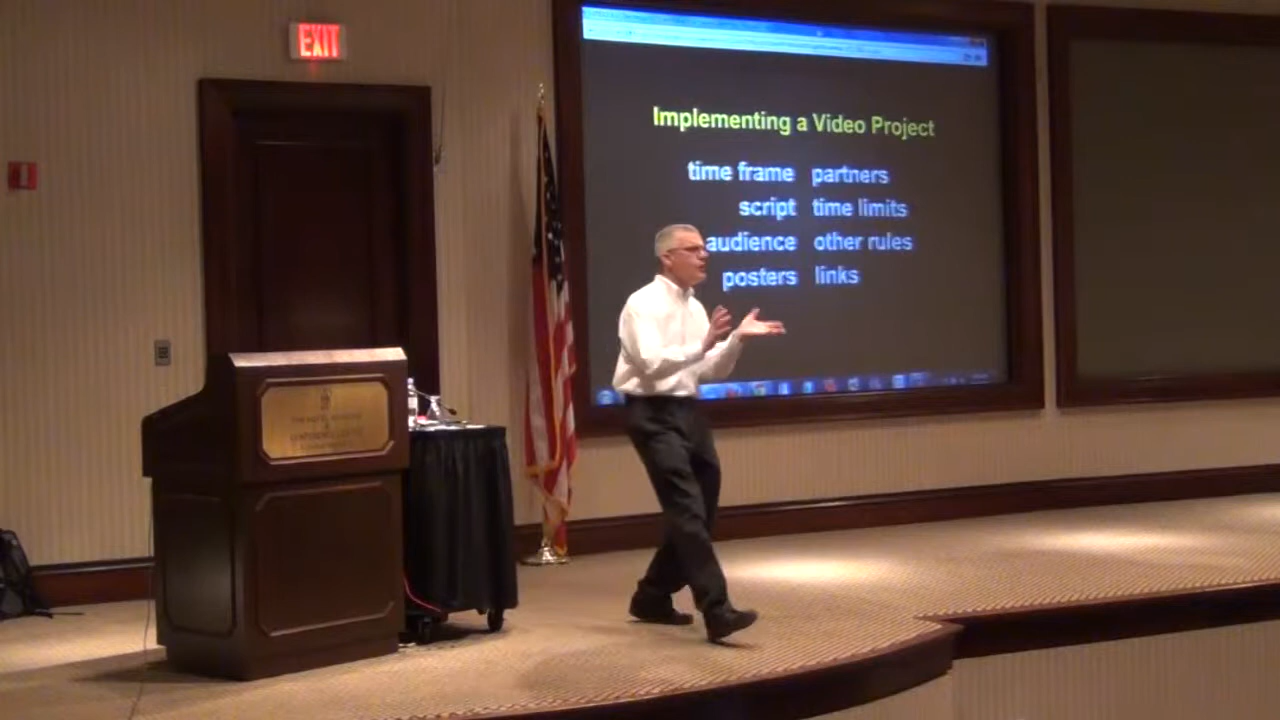 EXIT
Implementing a Video Project
time frame partners
script time limits
audience other rules
posters links